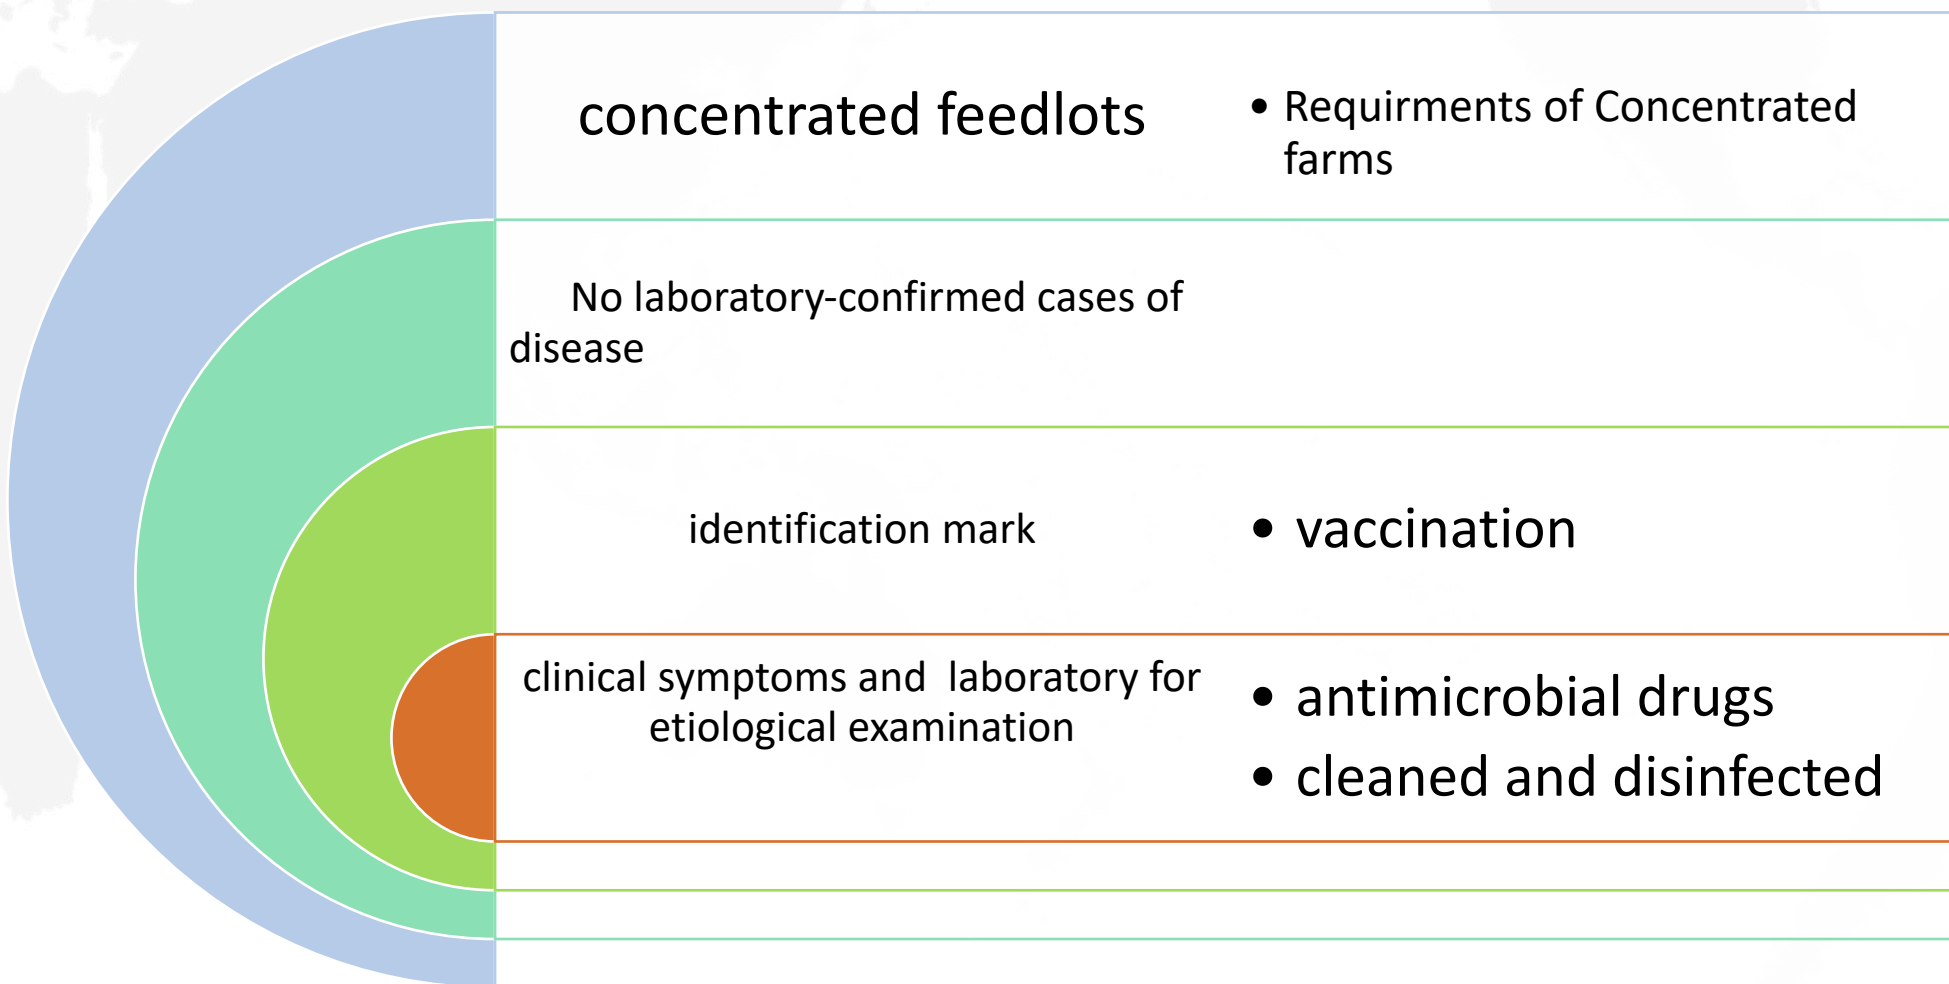 concentrated feedlots
• Requirments of Concentrated
farms
No laboratory-confirmed cases of
disease
identification mark
• vaccination
clinical symptoms and  laboratory for
etiological examination
• antimicrobial drugs
• cleaned and disinfected